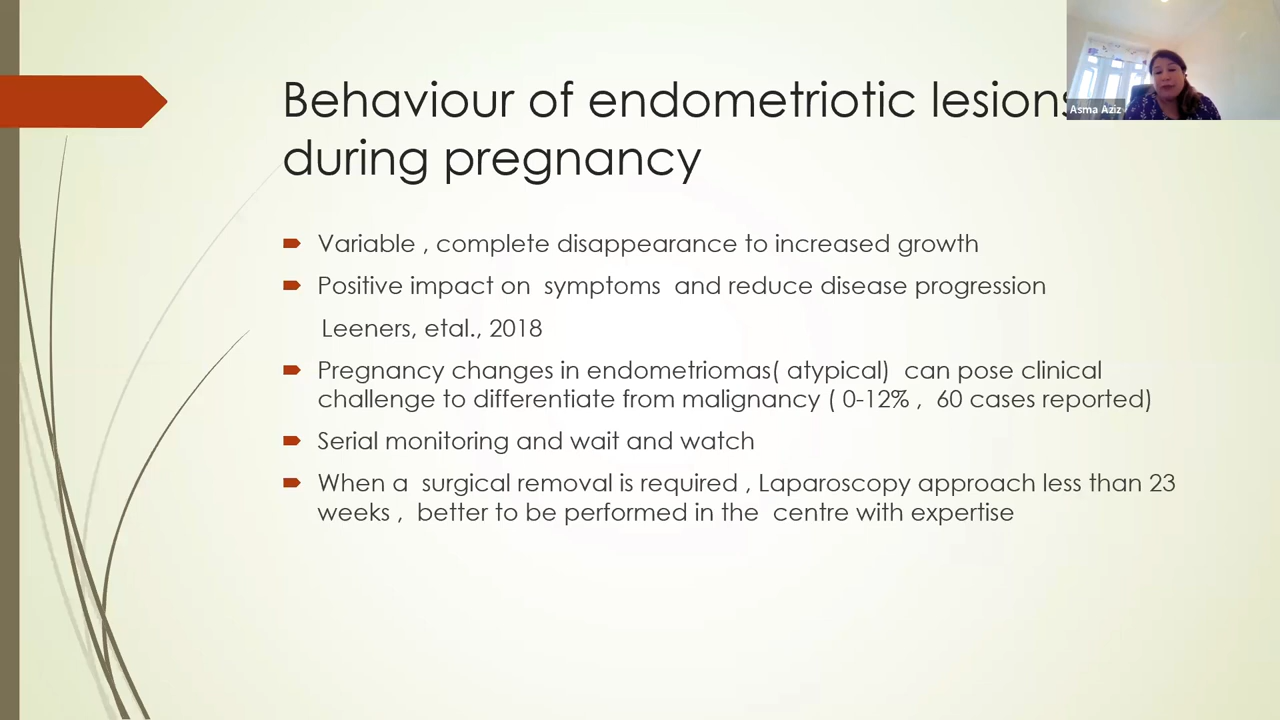 Behaviour of endometriotic lesions
during pregnancy
Asma Aziz
Variable , complete disappearance to increased growth
Positive impact on symptoms and reduce disease progression
Leeners, etal., 2018
Pregnancy changes in endometriomas( atypical) can pose clinical
challenge to differentiate from malignancy ( 0-12% , 60 cases reported)
Serial monitoring and wait and watch
When a surgical removal is required , Laparoscopy approach less than 23
weeks , better to be performed in the centre with expertise